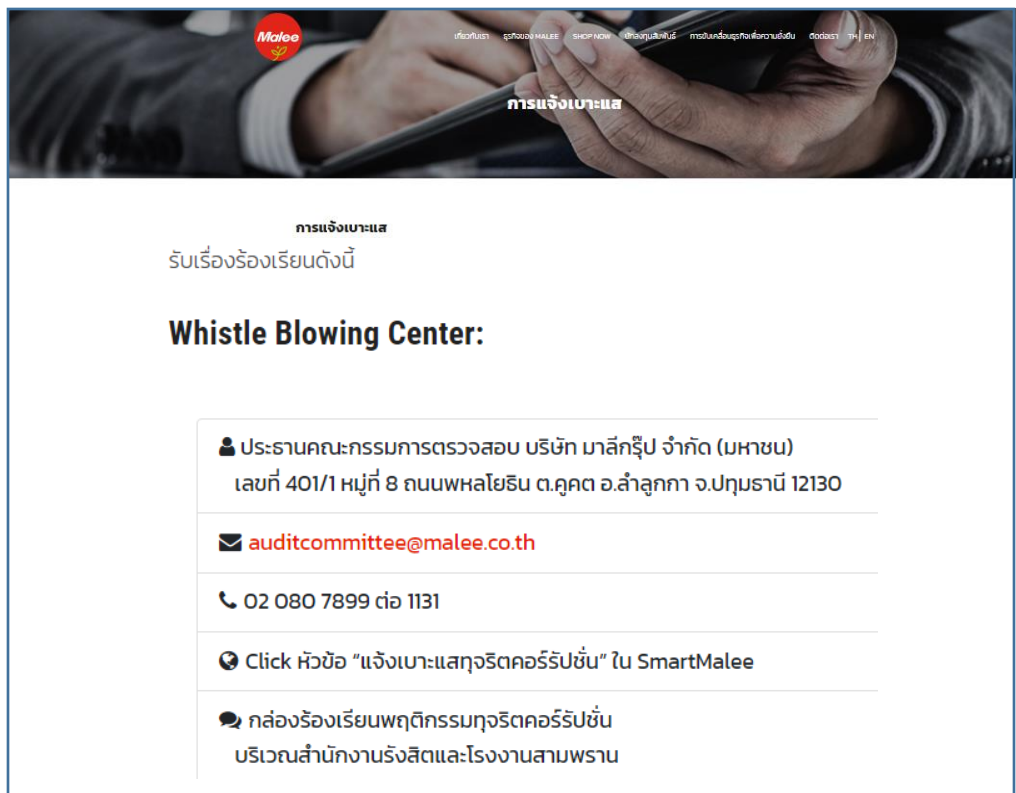 Malee
เกี่ยวกับเรา ธุรกิจของ MALEE SHOP NOW นักลงทุนสัมพันธ์ การขับเคลื่อนธุรกิจเพื่อความยั่งยืน ติดต่อเรา TH | EN
การแจ้งเบาะแส
การแจ้งเบาะแส
รับเรื่องร้องเรียนดังนี้
Whistle Blowing Center:
ประธานคณะกรรมการตรวจสอบ บริษัท มาลีกรุ๊ป จำกัด (มหาชน)
เลขที่ 401/1 หมู่ที่ 8 ถนนพหลโยธิน ต.คูคต อ.ลำลูกกา จ.ปทุมธานี 12130
auditcommittee@malee.co.th
02 080 7899 ต่อ 1131
Click หัวข้อ “แจ้งเบาะแสทุจริตคอร์รัปชั่น” ใน SmartMalee
กล่องร้องเรียนพฤติกรรมทุจริตคอร์รัปชั่น
บริเวณสำนักงานรังสิตและโรงงานสามพราน